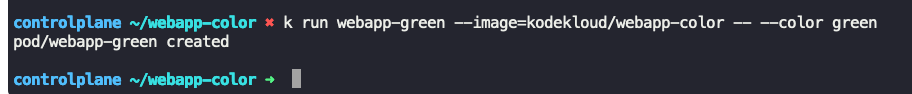 controlplane ~/webapp-color ✖ k run webapp-green --image=kodekloud/webapp-color -- --color green
pod/webapp-green created
controlplane ~/webapp-color ➜